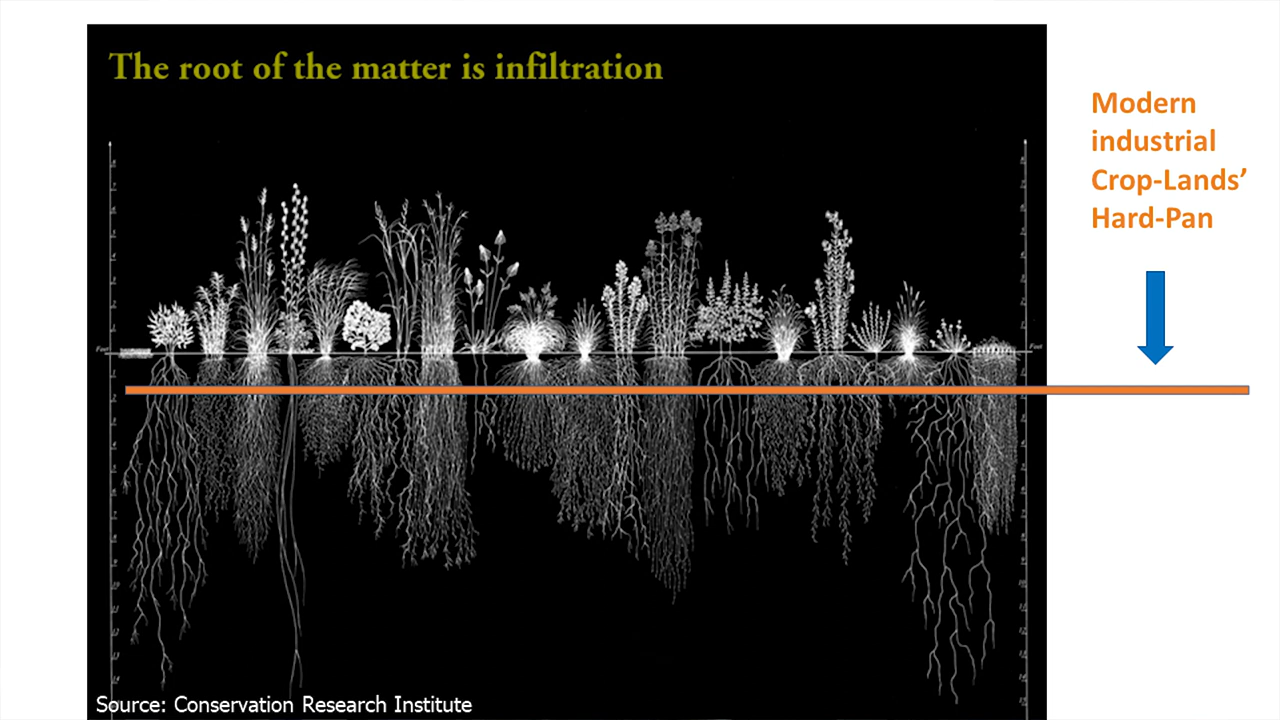 The root of the matter is infiltration
Modern
industrial
Crop-Lands’
Hard-Pan
Source: Conservation Research Institute